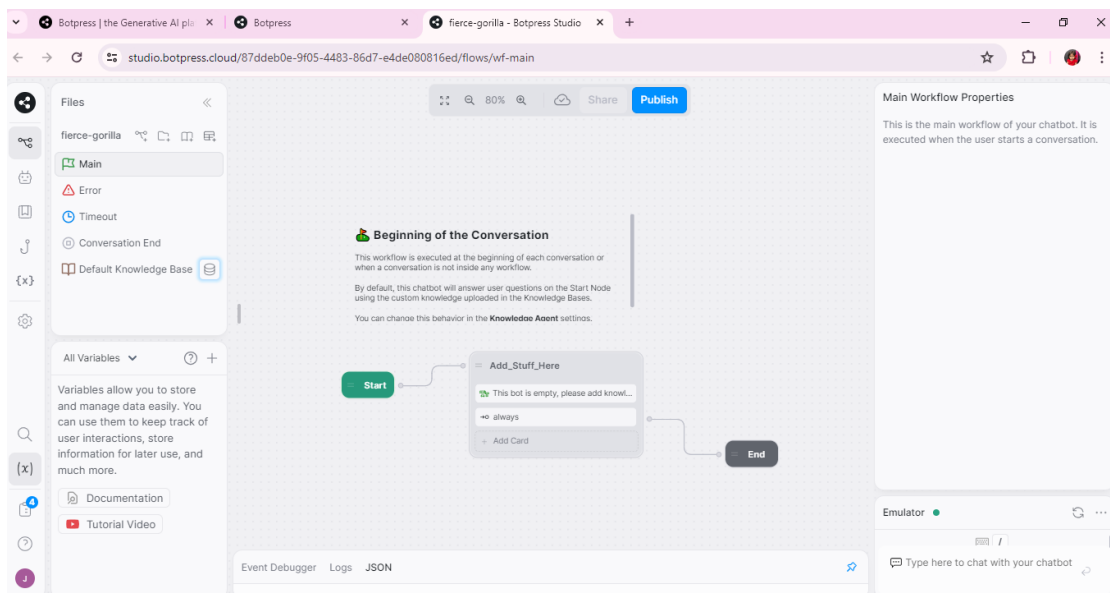 Botpress | the Generative AI pla
Botpress
fierce-gorilla - Botpress Studio
studio.botpress.cloud/87ddeb0e-9f05-4483-86d7-e4de080816ed/flows/wf-main
Files
fierce-gorilla
Main
Error
Timeout
Conversation End
Default Knowledge Base
{x}
All Variables
Variables allow you to store
and manage data easily. You
can use them to keep track of
user interactions, store
information for later use, and
much more.
Documentation
Tutorial Video
(x)
4
J
80%
Share
Publish
Beginning of the Conversation
This workflow is executed at the beginning of each conversation or
when a conversation is not inside any workflow.
By default, this chatbot will answer user questions on the Start Node
using the custom knowledge uploaded in the Knowledge Bases.
You can change this behavior in the Knowledge Agent settings.
Start
Add_Stuff_Here
This bot is empty, please add knowl...
always
+ Add Card
End
Event Debugger Logs JSON
Main Workflow Properties
This is the main workflow of your chatbot. It is
executed when the user starts a conversation.
Emulator
/
Type here to chat with your chatbot